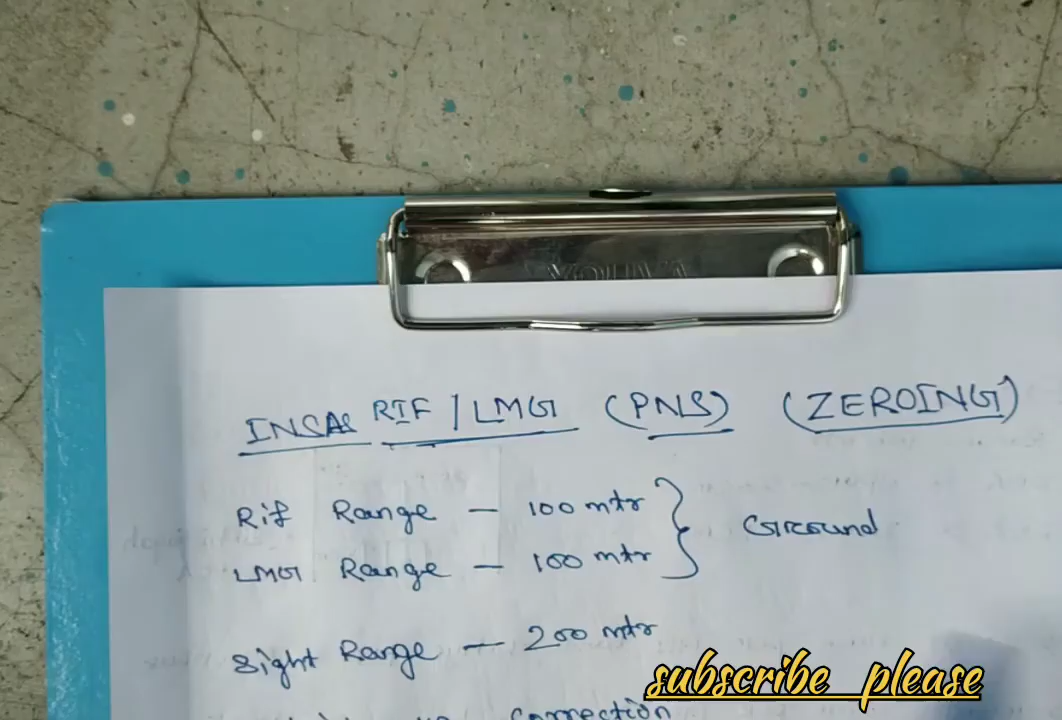 INSAS RIF / LMG (PNS) (ZEROING)
Rif Range - 100 mtr
LMG Range - 100 mtr
Ground
Sight Range - 200 mtr
correction
subscribe please